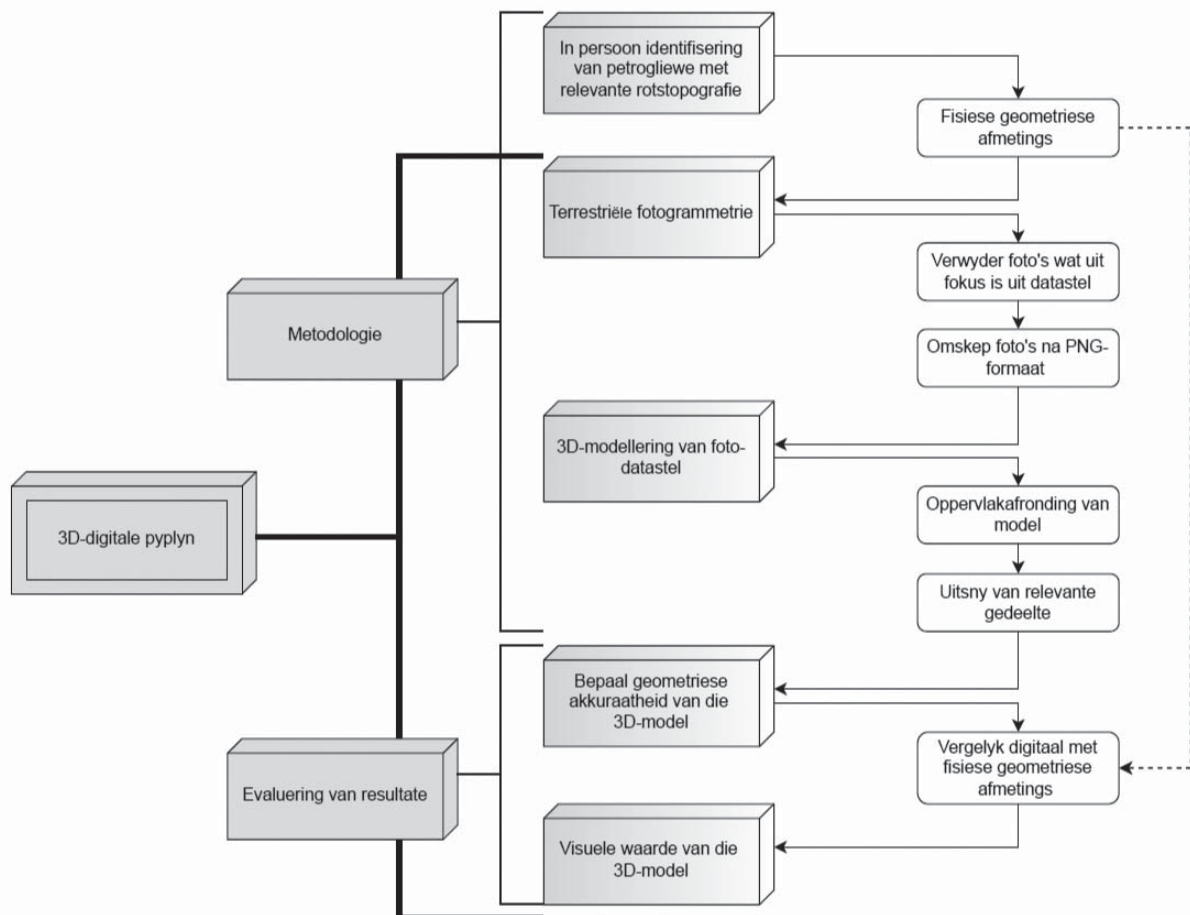 In persoon identifisering
van petrogliewe met
relevante rotstopografie
Fisiese geometriese
afmetings
Terrestriële fotogrammetrie
Verwyder foto's wat uit
fokus is uit datastel
Metodologie
Omskep foto's na PNG-
formaat
3D-modellering van foto-
datastel
Oppervlakafronding van
model
3D-digitale pyplyn
Uitsny van relevante
gedeelte
Bepaal geometriese
akkuraatheid van die
3D-model
Vergelyk digitaal met
fisiese geometriese
afmetings
Evaluering van resultate
Visuele waarde van die
3D-model